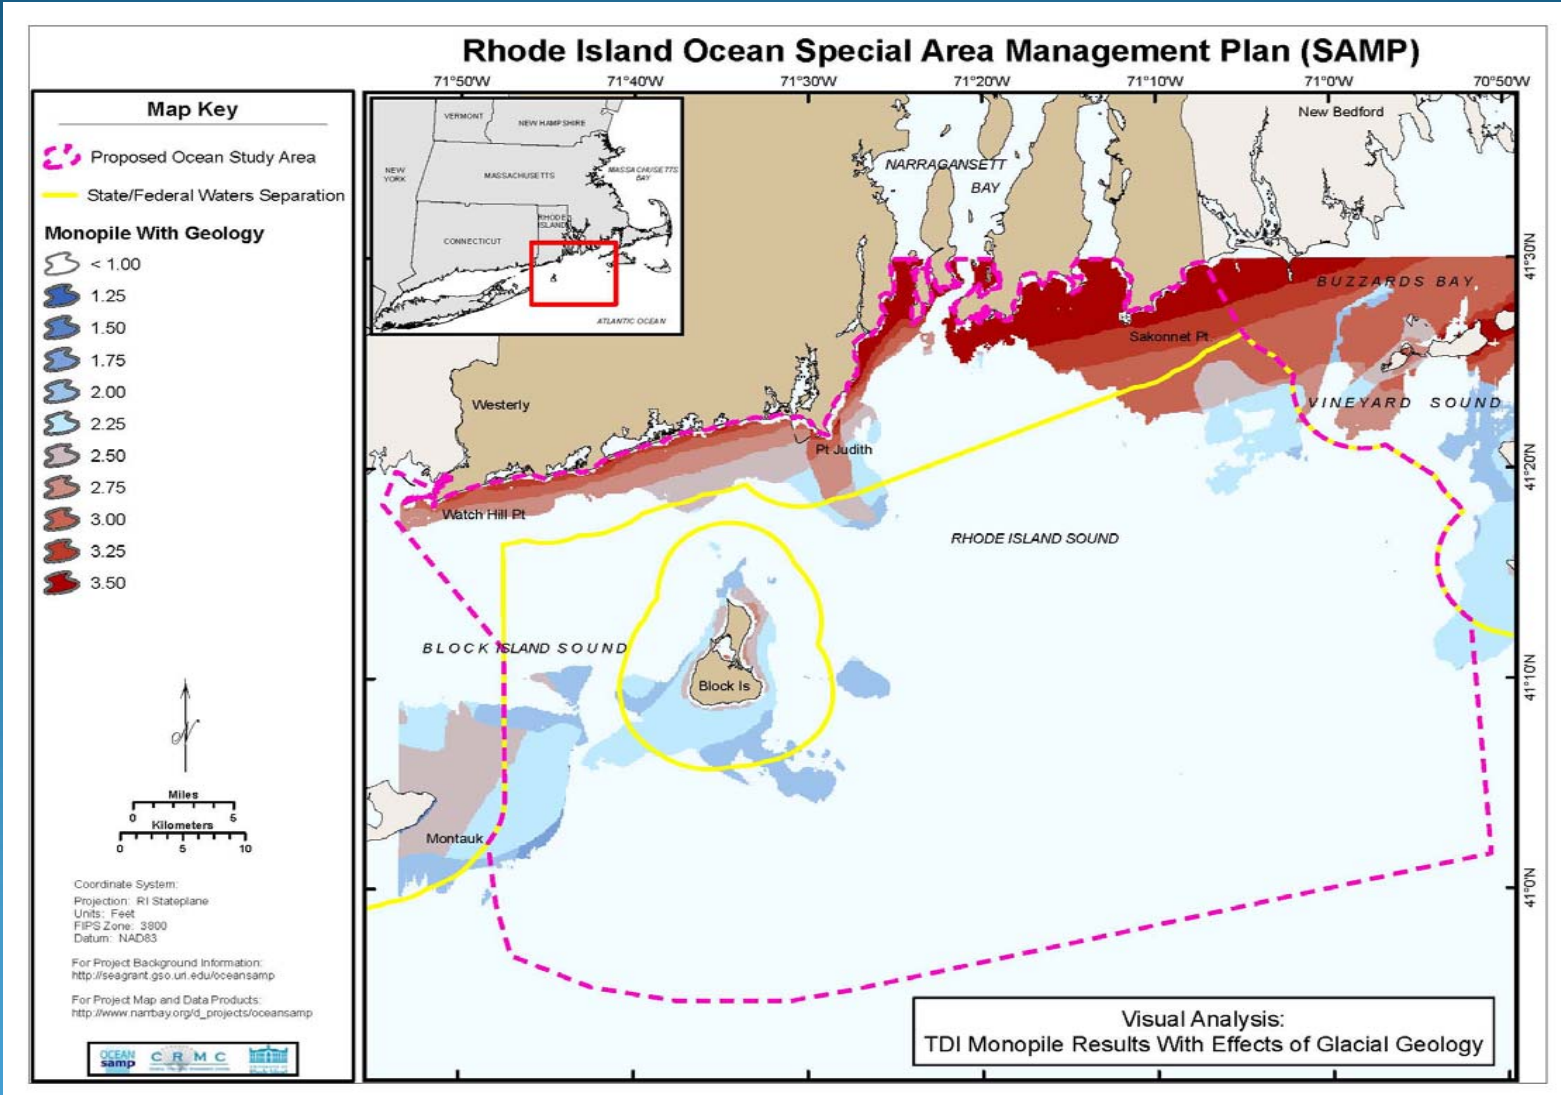 Rhode Island Ocean Special Area Management Plan (SAMP)
71°50'W 71°40'W 71°30'W 71°20'W 71°10'W 71°0'W 70°50'W
Map Key
Proposed Ocean Study Area
State/Federal Waters Separation
Monopile With Geology
< 1.00
1.25
1.50
1.75
2.00
2.25
2.50
2.75
3.00
3.25
3.50
N
Miles
0 5
Kilometers
0 5 10
Coordinate System:
Projection: RI Stateplane
Units: Feet
FIPS Zone: 3800
Datum: NAD83
For Project Background Information:
http://seagrant.gso.uri.edu/oceansamp
For Project Map and Data Products:
http://www.narrbay.org/d_projects/oceansamp
OCEAN
samp
CRMC
VERMONT
NEW HAMPSHIRE
NEW
YORK
MASSACHUSETTS
MASSACHUSETTS
BAY
RHODE
ISLAND
CONNECTICUT
ATLANTIC OCEAN
New Bedford
NARRAGANSETT
BAY
BUZZARDS BAY
Sakonnet Pt.
Westerly
VINEYARD SOUND
Pt Judith
Watch Hill Pt
RHODE ISLAND SOUND
BLOCK ISLAND SOUND
Block Is
Montauk
41°30'N
41°20'N
41°10'N
41°0'N
Visual Analysis:
TDI Monopile Results With Effects of Glacial Geology